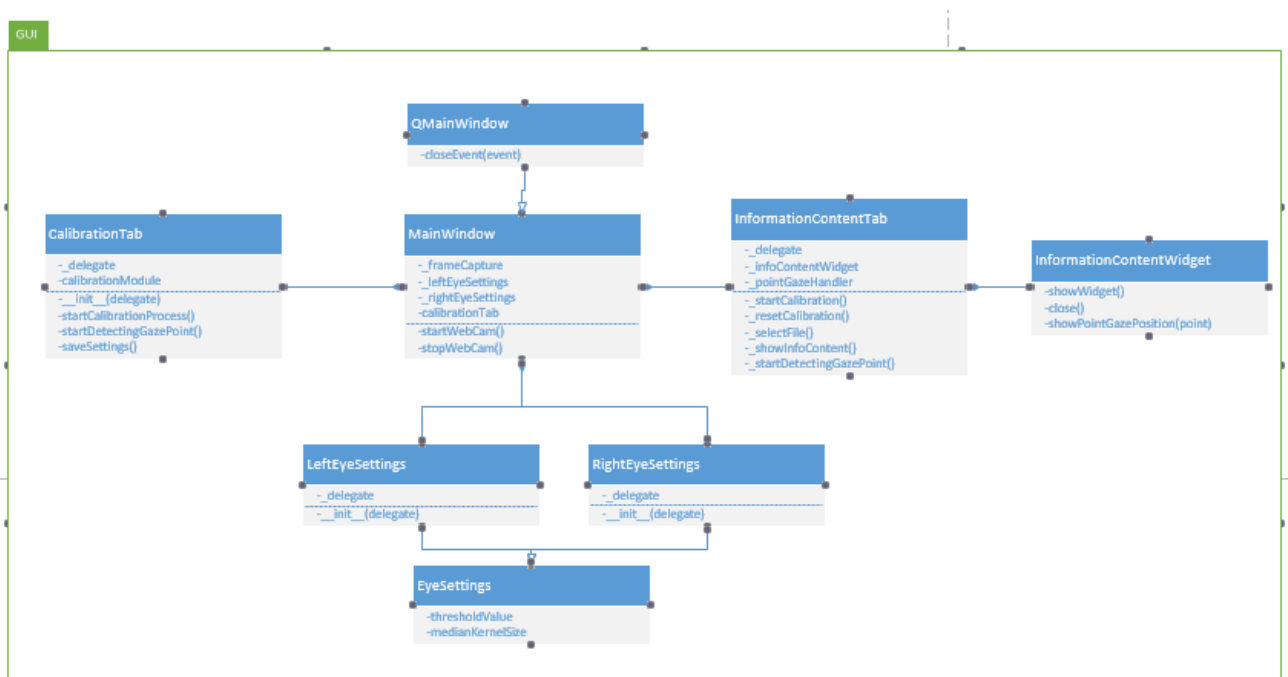 GUI
QMainWindow
-closeEvent(event)
CalibrationTab
-_delegate
-calibrationModule
-__init__(delegate)
-startCalibrationProcess()
-startDetectingGazePoint()
-saveSettings()
MainWindow
-_frameCapture
-_leftEyeSettings
-_rightEyeSettings
-calibrationTab
-startWebCam()
-stopWebCam()
InformationContentTab
-_delegate
-_infoContentWidget
-_pointGazeHandler
-_startCalibration()
-_resetCalibration()
-_selectFile()
-_showInfoContent()
-_startDetectingGazePoint()
InformationContentWidget
-showWidget()
-close()
-showPointGazePosition(point)
LeftEyeSettings
-_delegate
-__init__(delegate)
RightEyeSettings
-_delegate
-__init__(delegate)
EyeSettings
-thresholdValue
-medianKernelSize